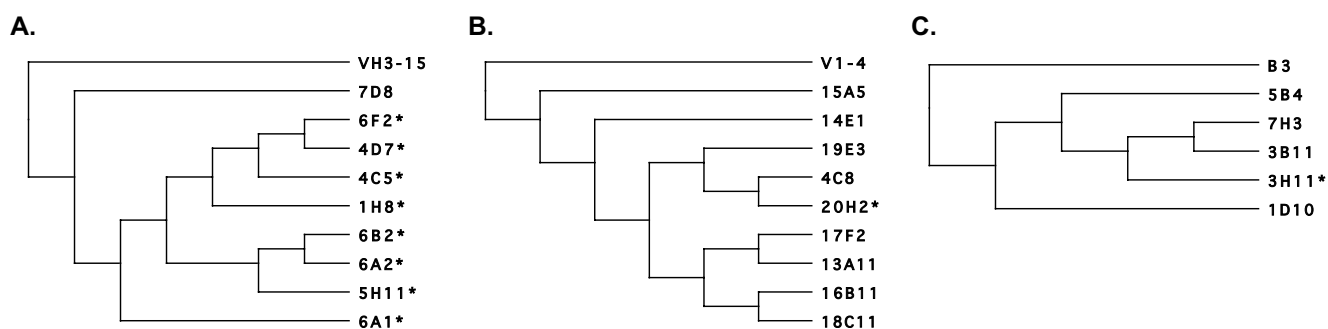 A.
VH3-15
7D8
6F2*
4D7*
4C5*
1H8*
6B2*
6A2*
5H11*
6A1*
B.
V1-4
15A5
14E1
19E3
4C8
20H2*
17F2
13A11
16B11
18C11
C.
B3
5B4
7H3
3B11
3H11*
1D10